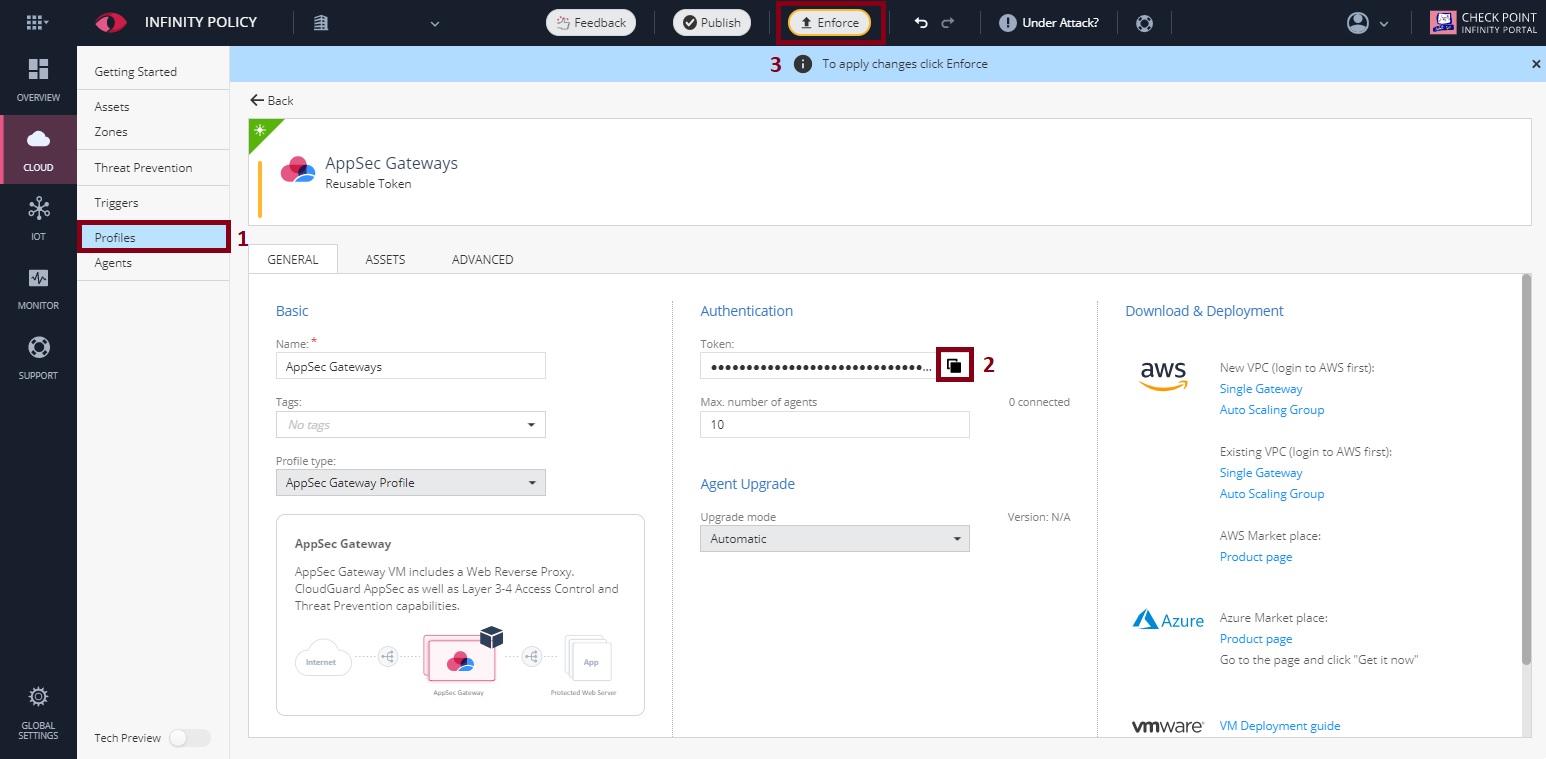 INFINITY POLICY
Feedback
Publish
Enforce
Under Attack?
CHECK POINT
INFINITY PORTAL
OVERVIEW
CLOUD
IOT
MONITOR
SUPPORT
GLOBAL
SETTINGS
Getting Started
Assets
Zones
Threat Prevention
Triggers
Profiles
1
Agents
Tech Preview
3
To apply changes click Enforce
Back
AppSec Gateways
Reusable Token
GENERAL
ASSETS
ADVANCED
Basic
Name: *
AppSec Gateways
Tags:
No tags
Profile type:
AppSec Gateway Profile
AppSec Gateway
AppSec Gateway VM includes a Web Reverse Proxy.
CloudGuard AppSec as well as Layer 3-4 Access Control and
Threat Prevention capabilities.
Internet
AppSec Gateway
App
Protected Web Server
Authentication
Token:
••••••••••••••••••••••••••••••...
2
Max. number of agents
0 connected
10
Agent Upgrade
Upgrade mode
Version: N/A
Automatic
Download & Deployment
aws
New VPC (login to AWS first):
Single Gateway
Auto Scaling Group
Existing VPC (login to AWS first):
Single Gateway
Auto Scaling Group
AWS Market place:
Product page
Azure
Azure Market place:
Product page
Go to the page and click "Get it now"
vmware
VM Deployment guide